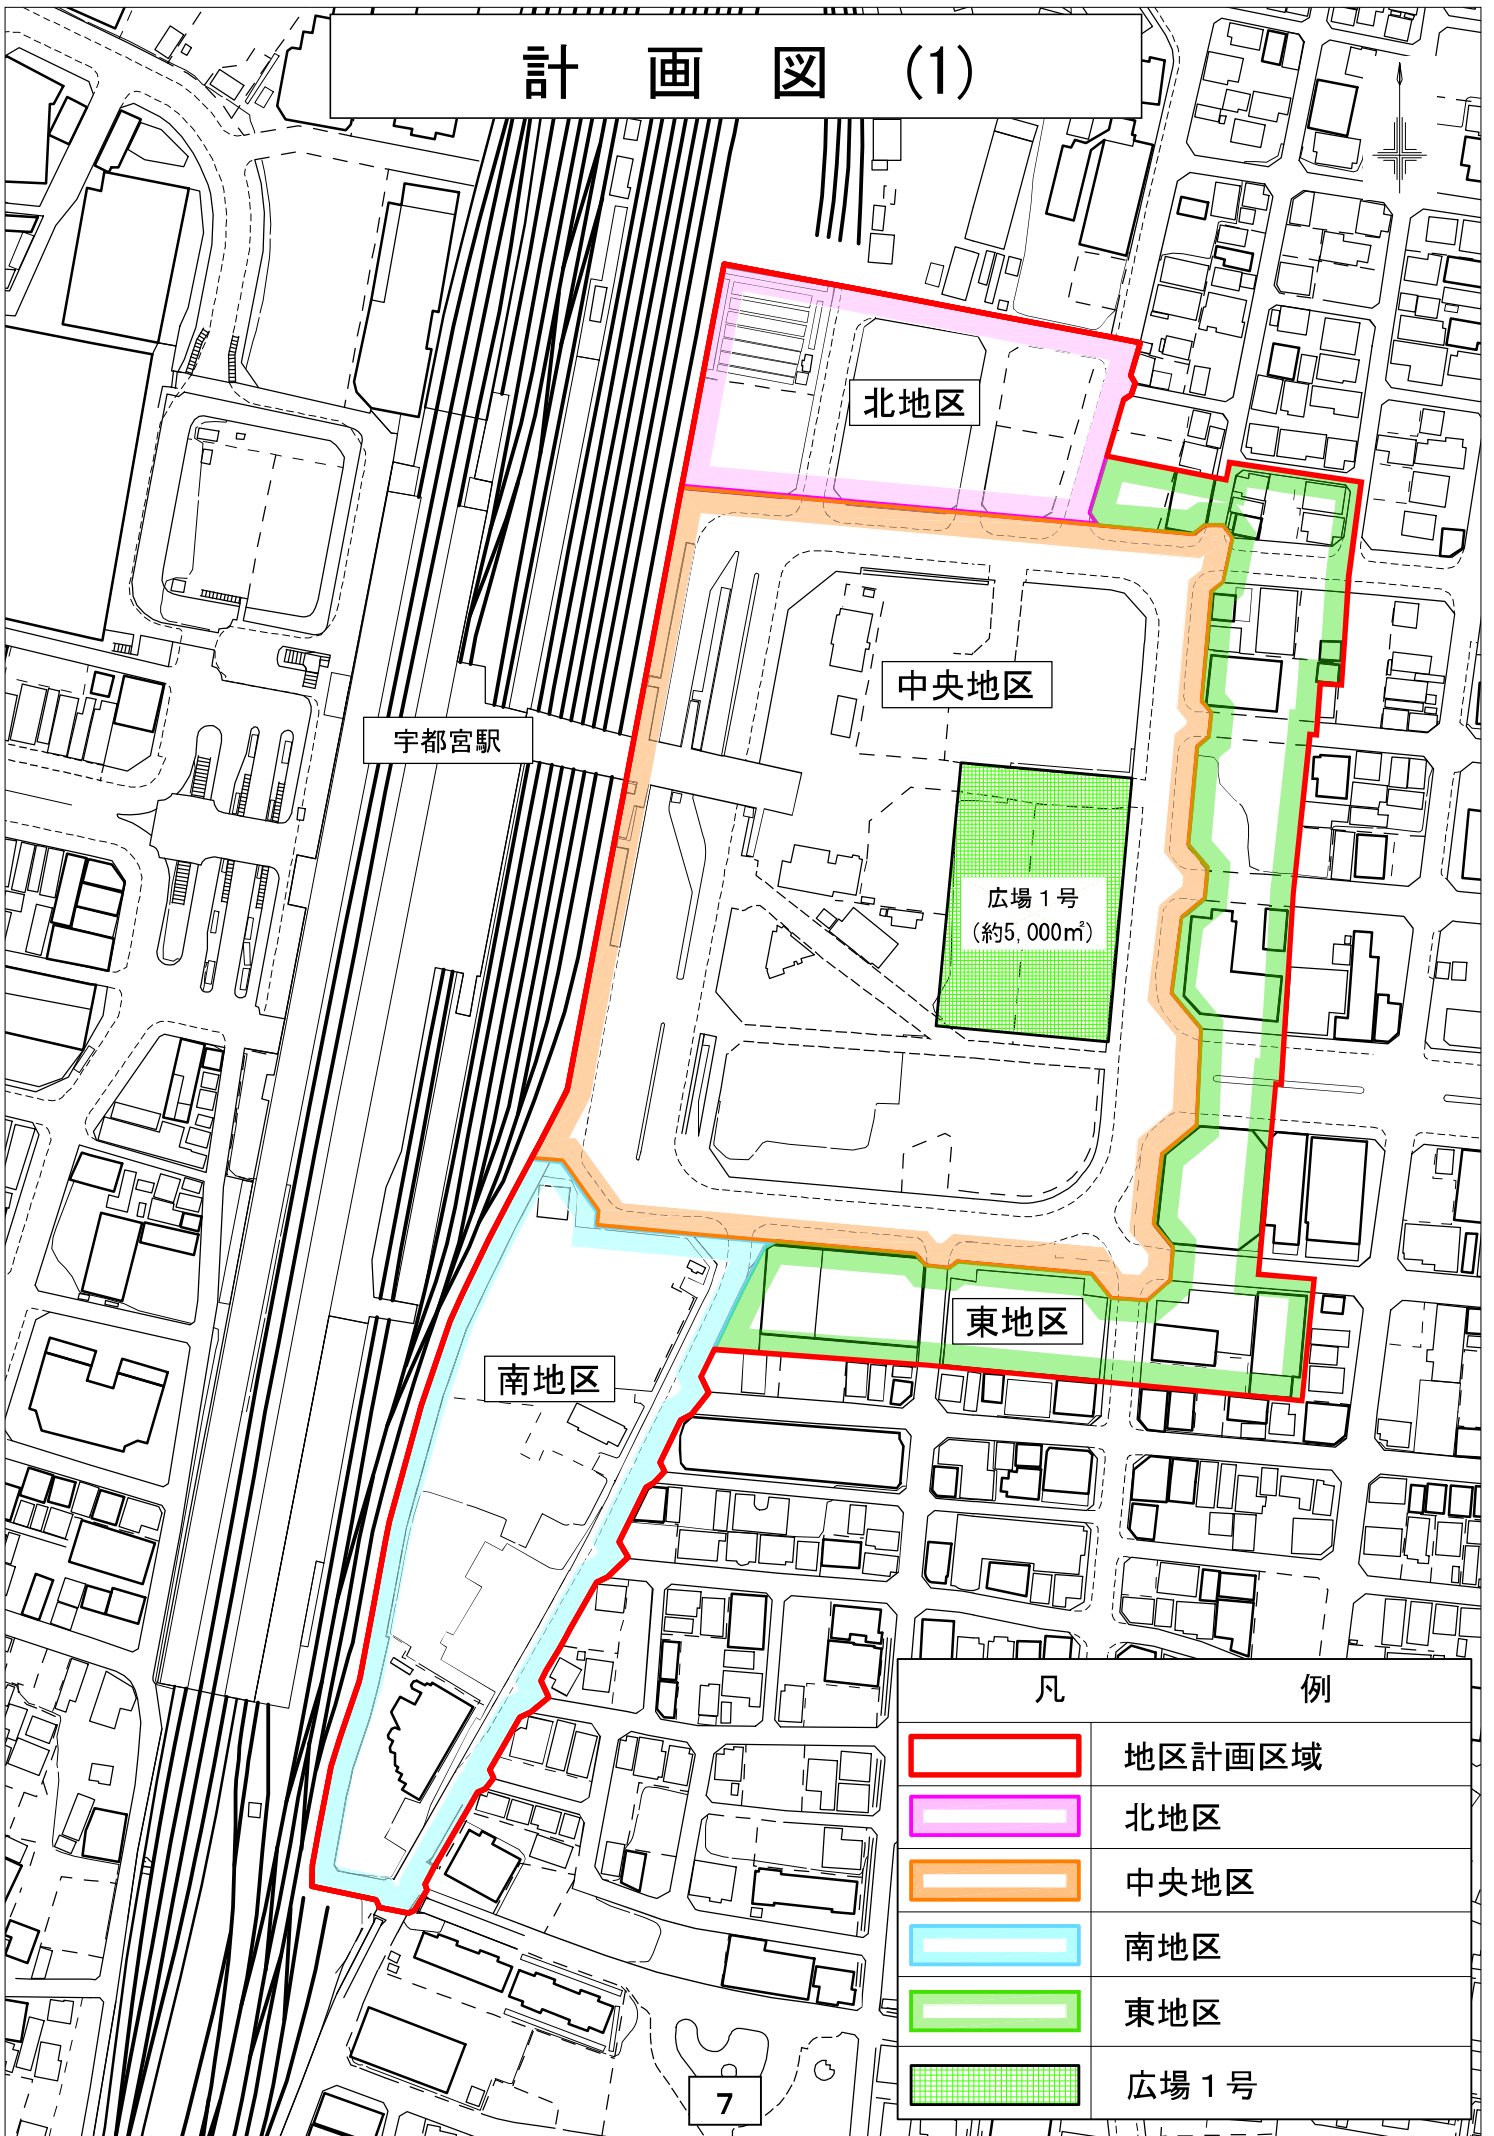 計画図(1)
北地区
中央地区
宇都宮駅
広場1号
(約5,000㎡)
東地区
南地区
凡例
地区計画区域
北地区
中央地区
南地区
東地区
広場1号
7